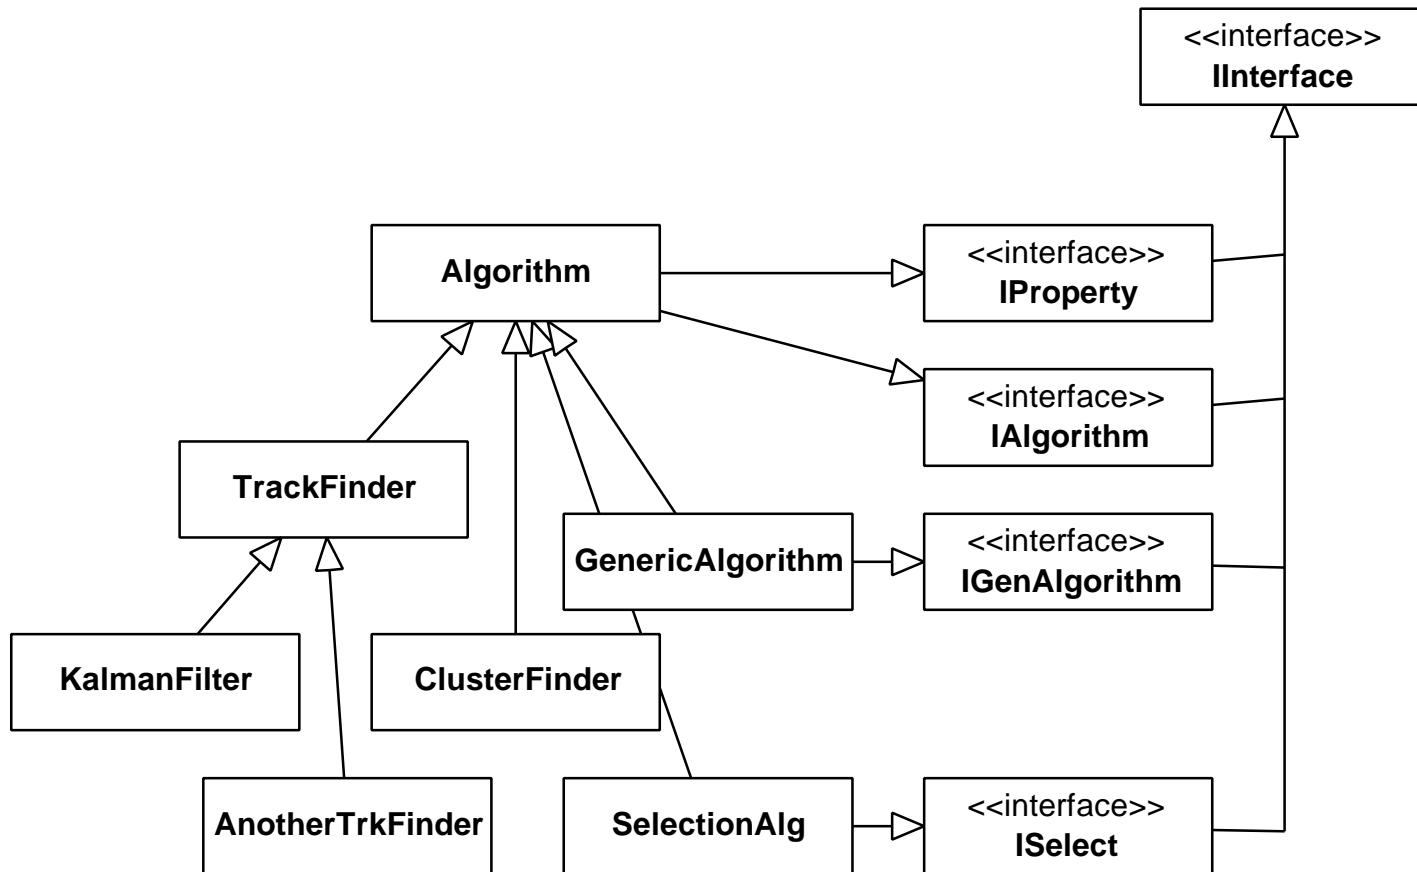 <<interface>>
IInterface
Algorithm
<<interface>>
IProperty
<<interface>>
IAlgorithm
TrackFinder
GenericAlgorithm
<<interface>>
IGenAlgorithm
KalmanFilter
ClusterFinder
AnotherTrkFinder
SelectionAlg
<<interface>>
ISelect